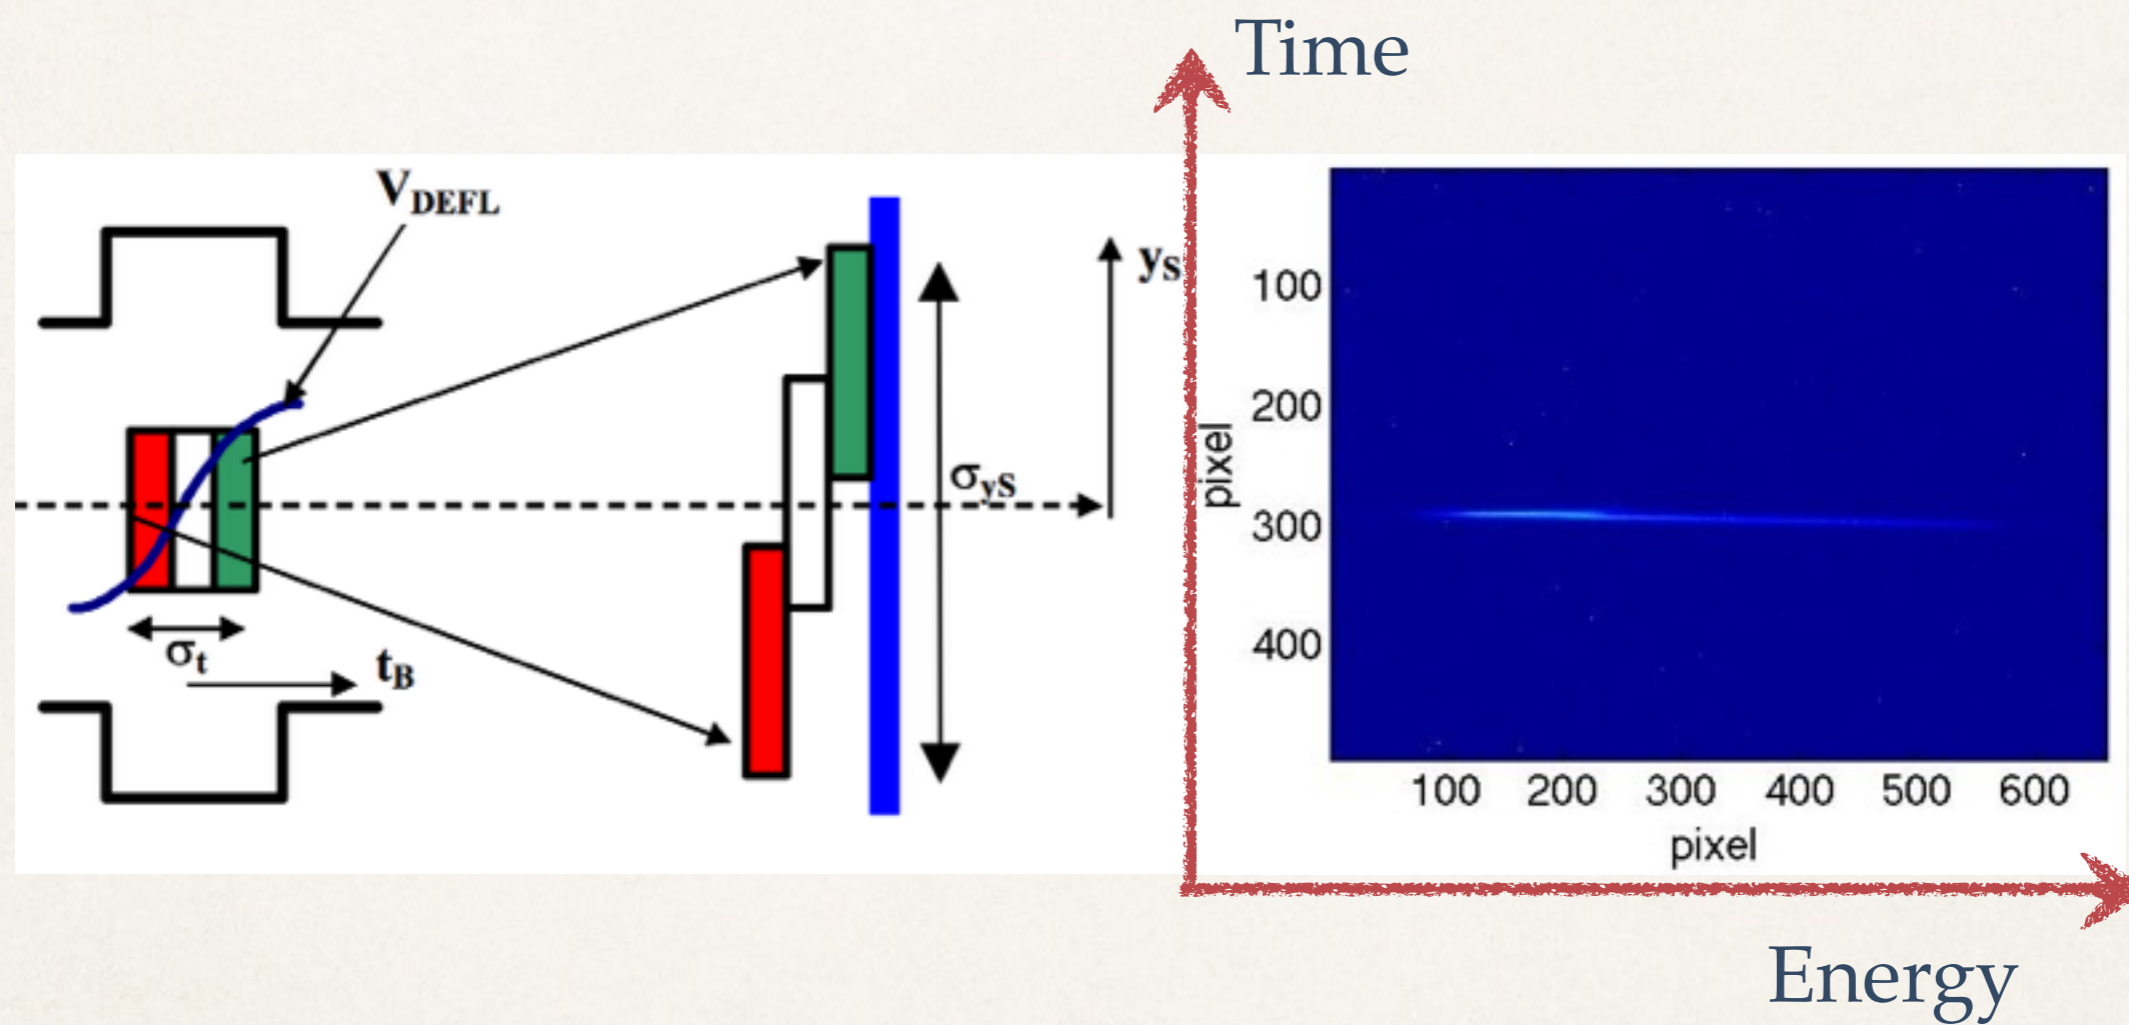 Time
V_DEFL
y_S
σ_yS
σ_t
t_B
pixel
100
200
300
400
100 200 300 400 500 600
pixel
Energy